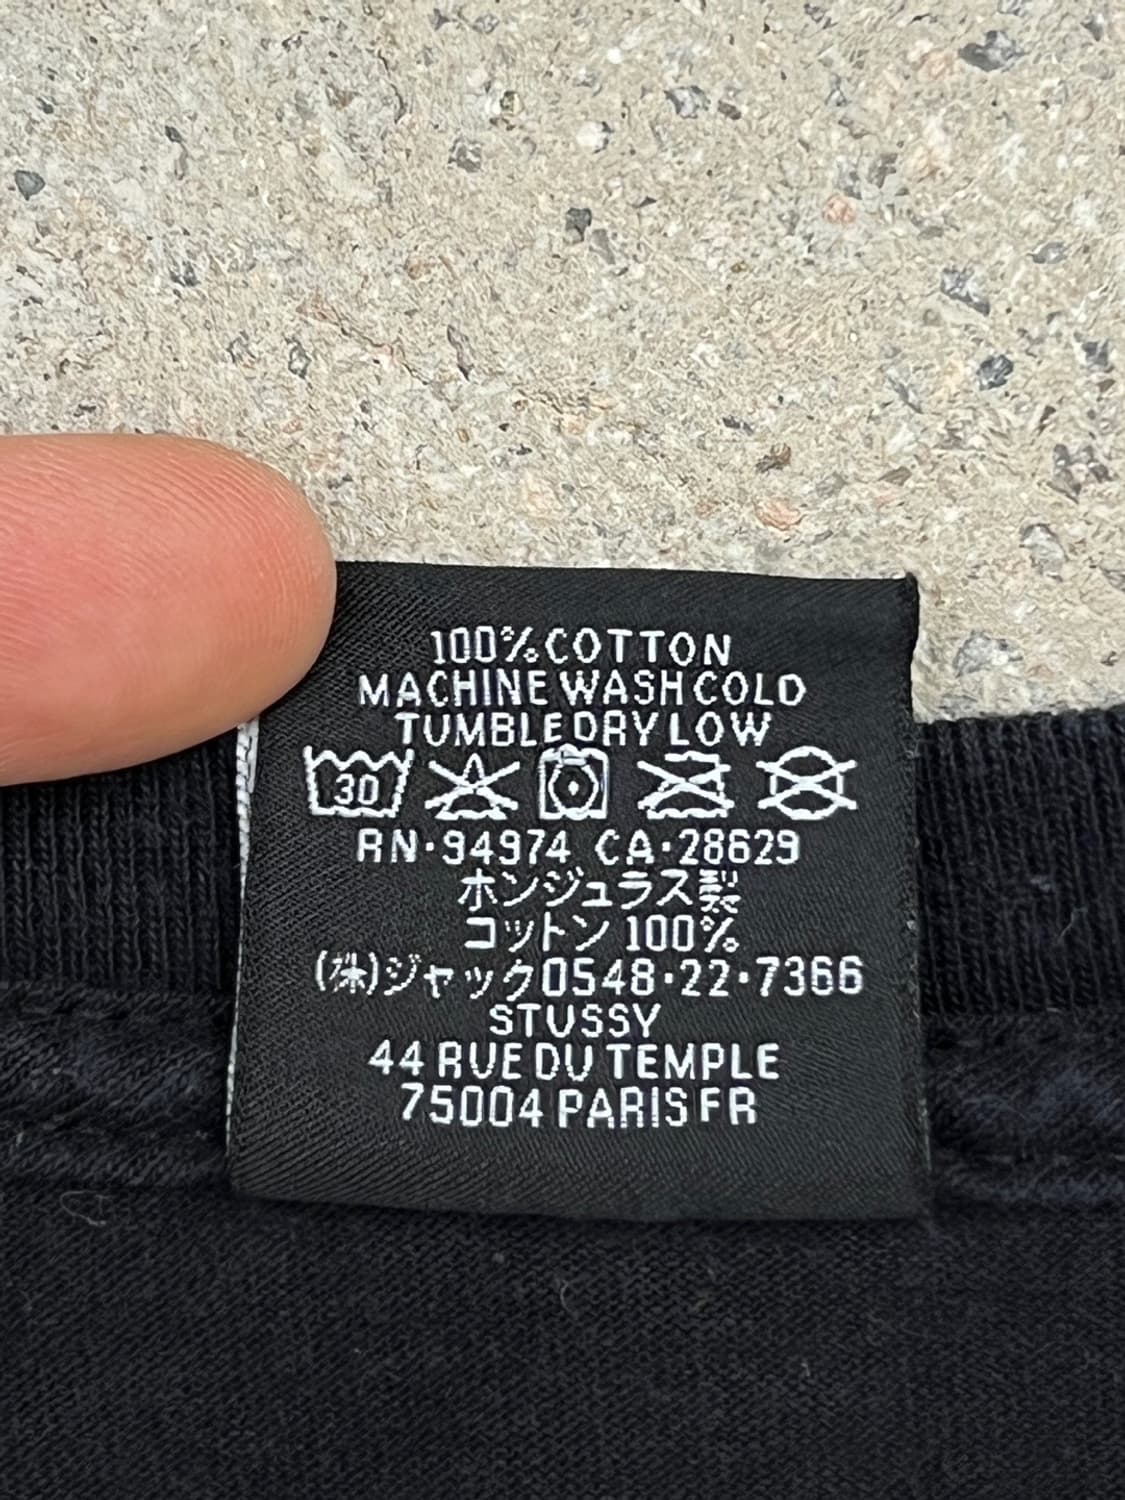 100% COTTON
MACHINE WASH COLD
TUMBLE DRY LOW
30
RN·94974 CA·28629
ホンジュラス製
コットン 100%
(株)ジャック0548·22·7366
STUSSY
44 RUE DU TEMPLE
75004 PARIS FR